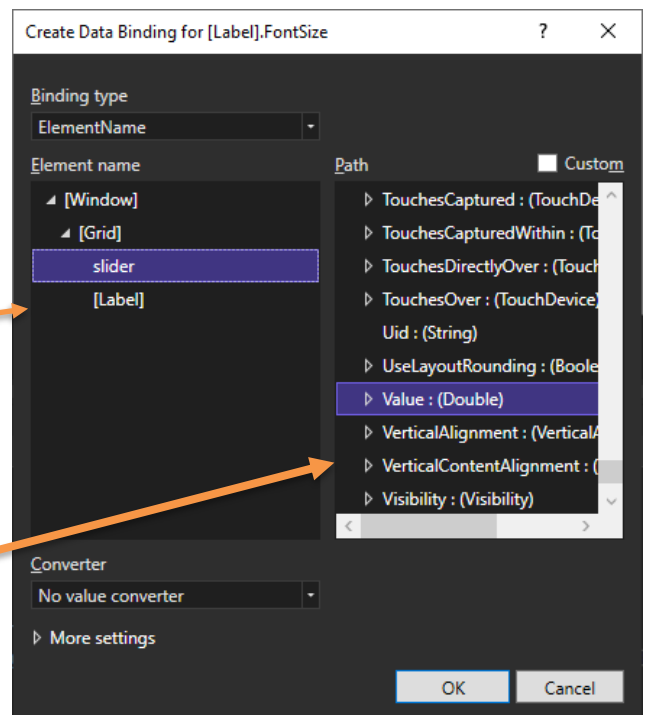 Create Data Binding for [Label].FontSize ? ×
Binding type
ElementName
Element name
[Window]
[Grid]
slider
[Label]
Path Custom
TouchesCaptured : (TouchDe
TouchesCapturedWithin : (To
TouchesDirectlyOver : (Touch
TouchesOver : (TouchDevice)
Uid : (String)
UseLayoutRounding : (Boole
Value : (Double)
VerticalAlignment : (VerticalA
VerticalContentAlignment : (
Visibility : (Visibility)
Converter
No value converter
More settings
OK Cancel